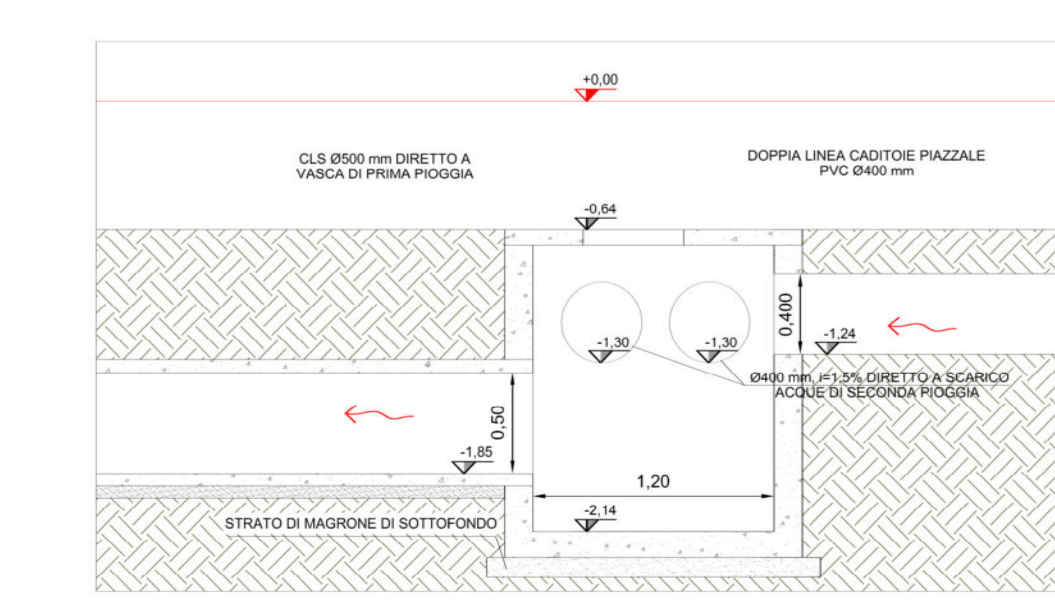 +0,00
CLS Ø500 mm DIRETTO A
VASCA DI PRIMA PIOGGIA
DOPPIA LINEA CADITOIE PIAZZALE
PVC Ø400 mm
-0,64
0,400
-1,24
-1,30
-1,30
Ø400 mm, i=1,5% DIRETTO A SCARICO
ACQUE DI SECONDA PIOGGIA
0,50
-1,85
1,20
-2,14
STRATO DI MAGRONE DI SOTTOFONDO